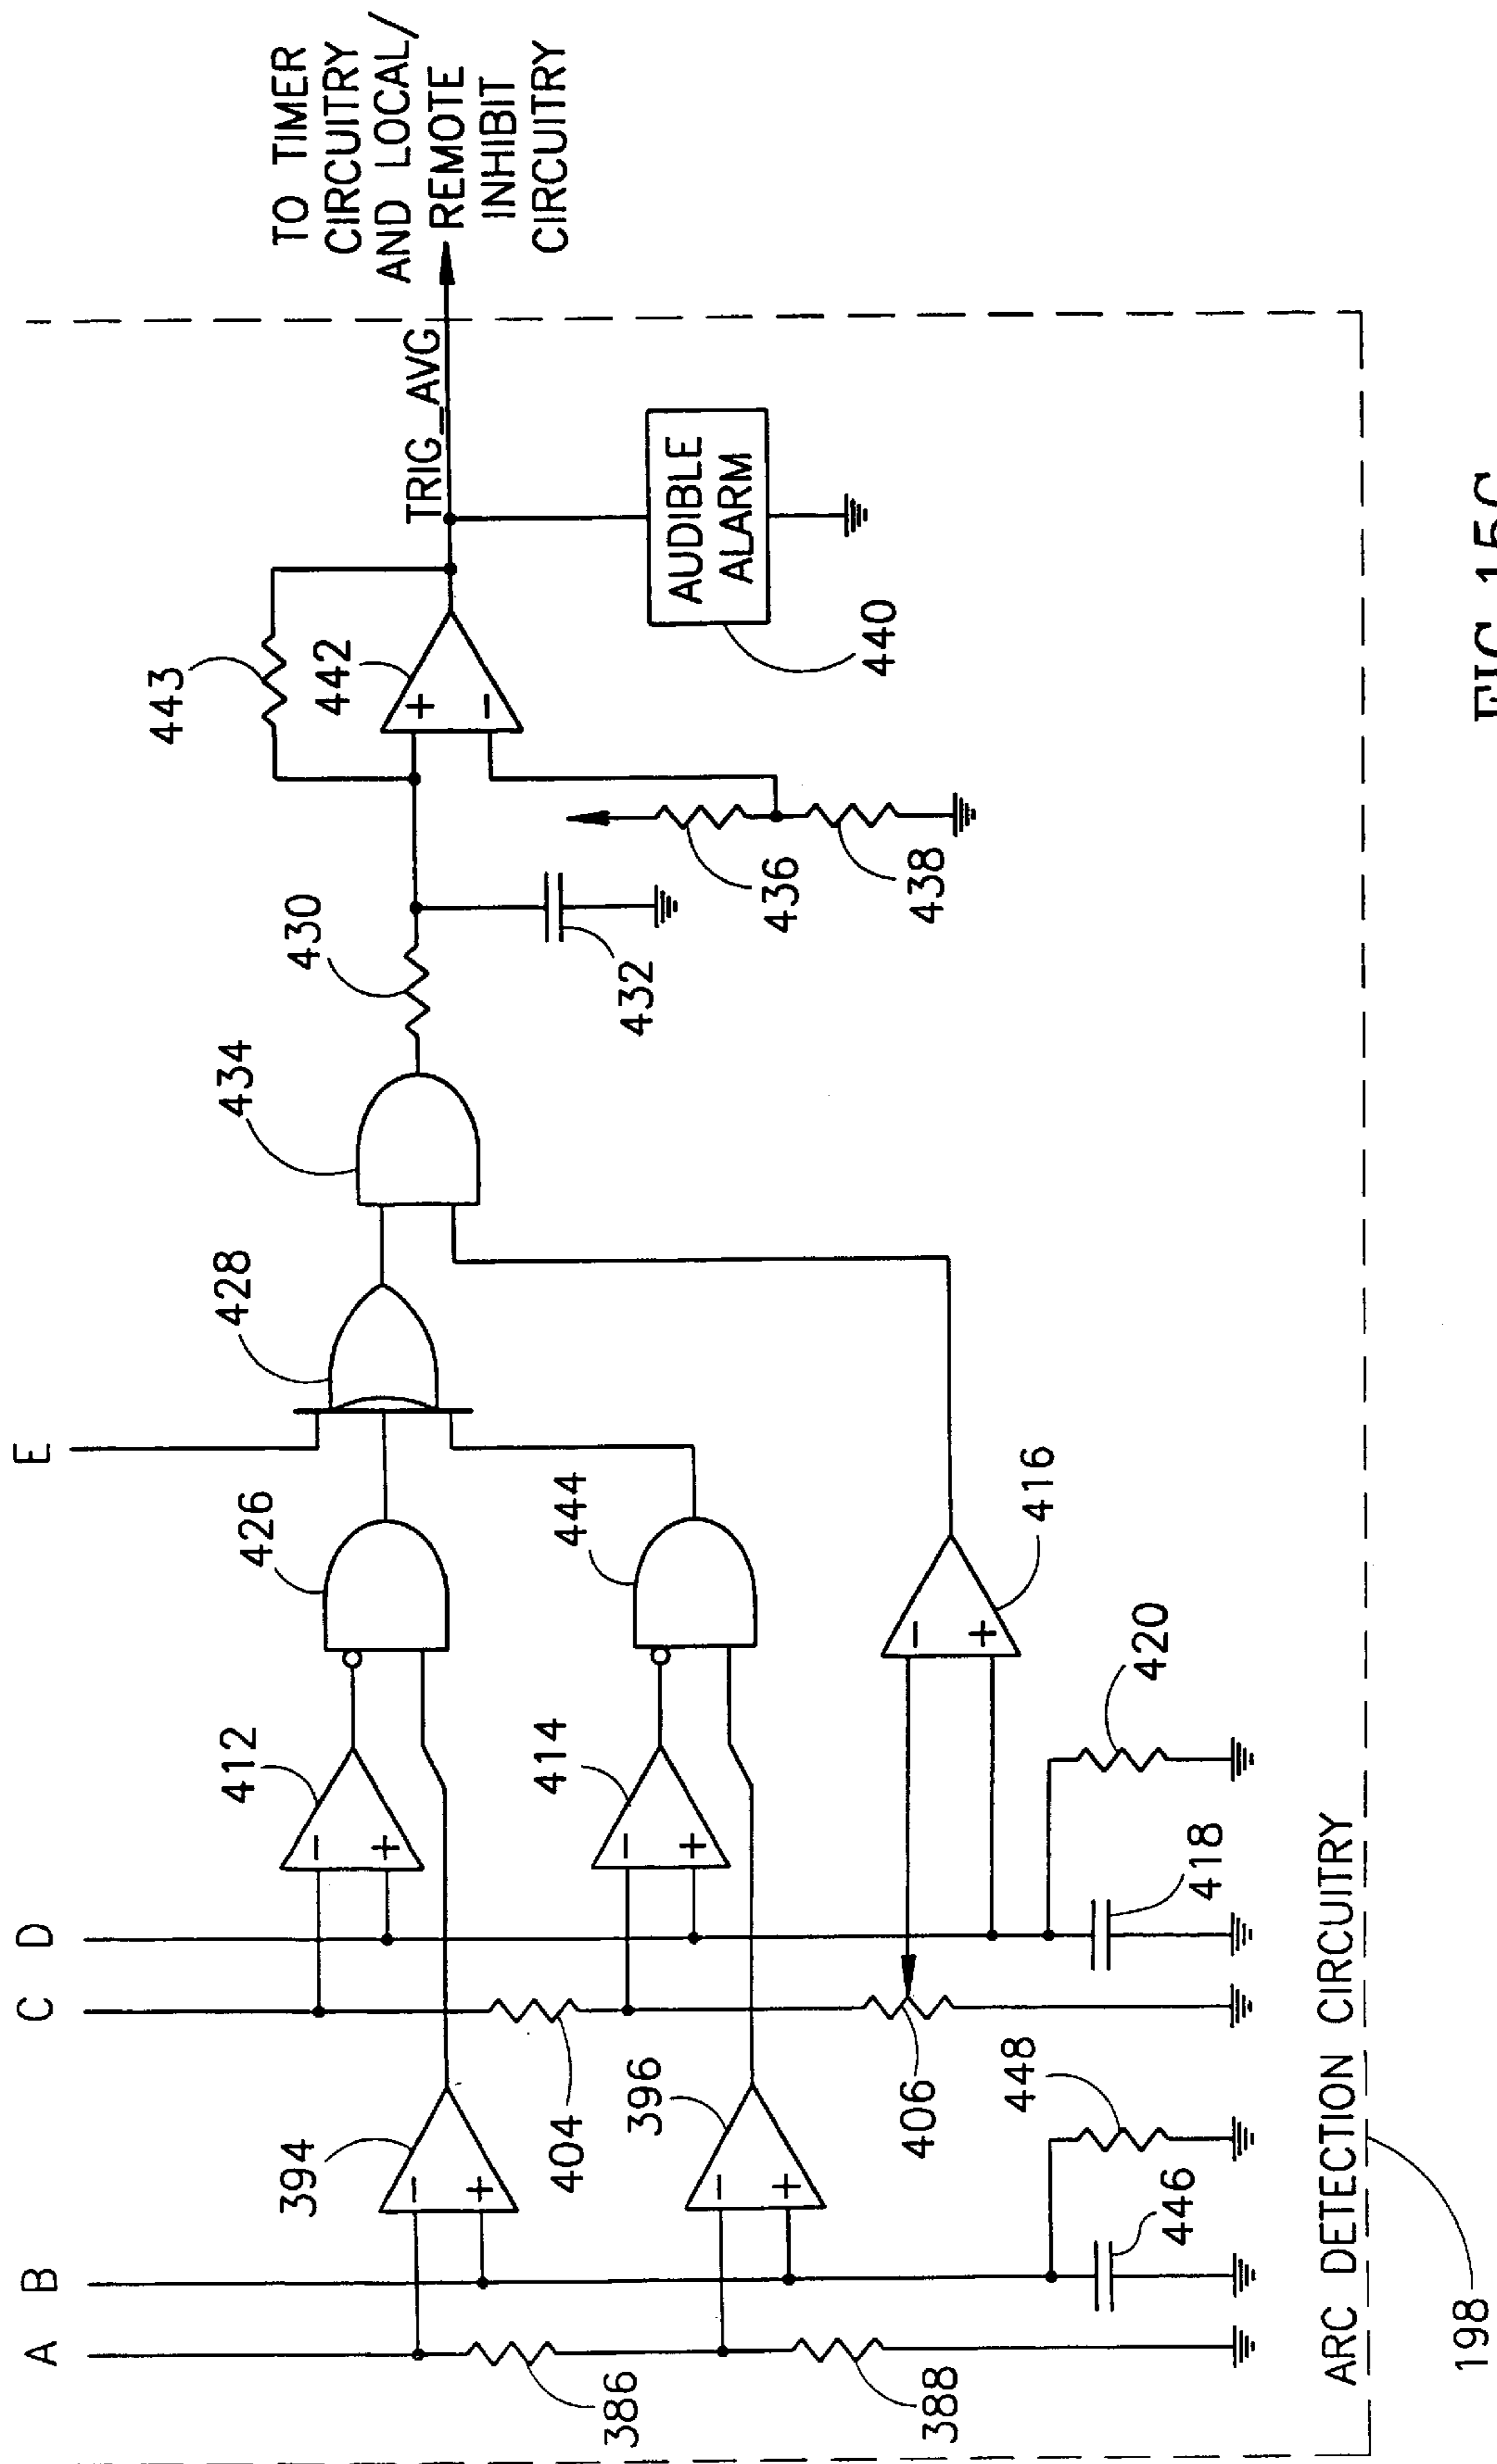 A
B
C
D
E
386
388
394
396
404
406
412
414
416
418
420
426
428
430
432
434
436
438
440
442
443
444
446
448
-
+
-
+
-
+
-
+
-
+
+
-
TRIG_AVG
AUDIBLE
ALARM
TO TIMER
CIRCUITRY
AND LOCAL/
REMOTE
INHIBIT
CIRCUITRY
ARC DETECTION CIRCUITRY
198